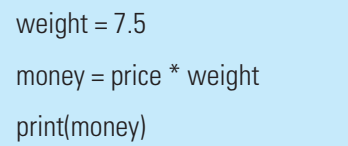 weight = 7.5
money = price * weight
print(money)